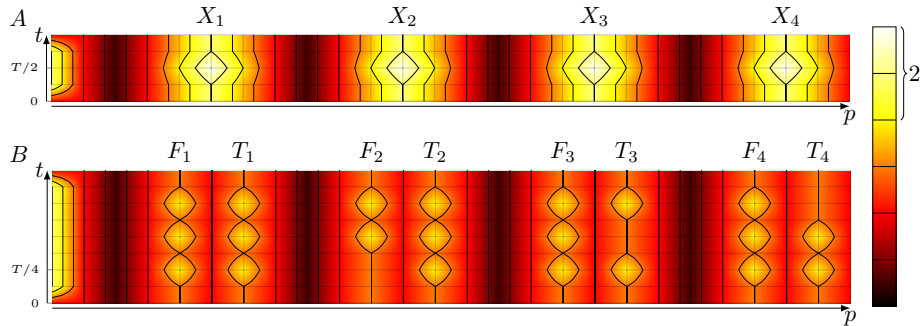 A X₁ X₂ X₃ X₄
t
T/2
0
p
2
B F₁ T₁ F₂ T₂ F₃ T₃ F₄ T₄
t
T/4
0
p